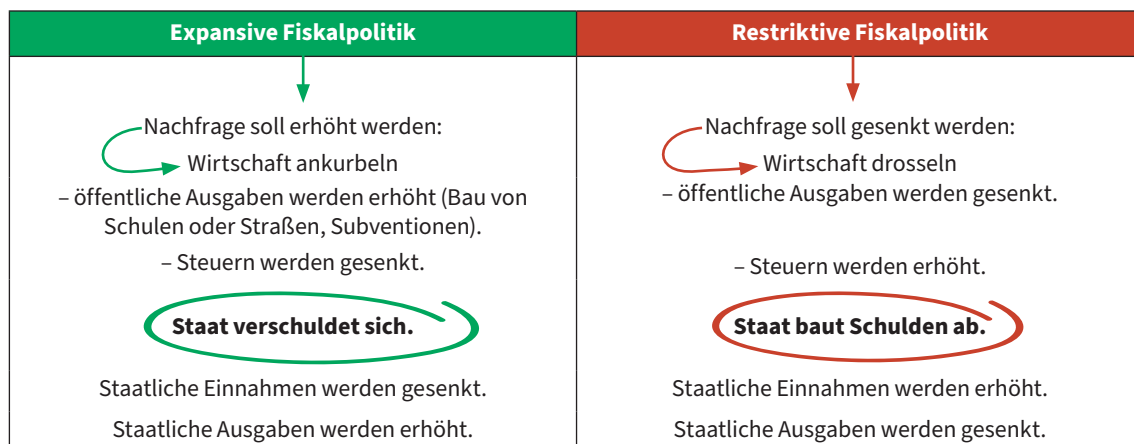 Expansive Fiskalpolitik
Nachfrage soll erhöht werden:
Wirtschaft ankurbeln
– öffentliche Ausgaben werden erhöht (Bau von
Schulen oder Straßen, Subventionen).
– Steuern werden gesenkt.
Staat verschuldet sich.
Staatliche Einnahmen werden gesenkt.
Staatliche Ausgaben werden erhöht.
Restriktive Fiskalpolitik
Nachfrage soll gesenkt werden:
Wirtschaft drosseln
– öffentliche Ausgaben werden gesenkt.
– Steuern werden erhöht.
Staat baut Schulden ab.
Staatliche Einnahmen werden erhöht.
Staatliche Ausgaben werden gesenkt.